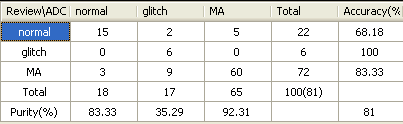 Review\ADC normal glitch MA Total Accuracy(%
normal 15 2 5 22 68.18
glitch 0 6 0 6 100
MA 3 9 60 72 83.33
Total 18 17 65 100(81)
Purity(%) 83.33 35.29 92.31 81